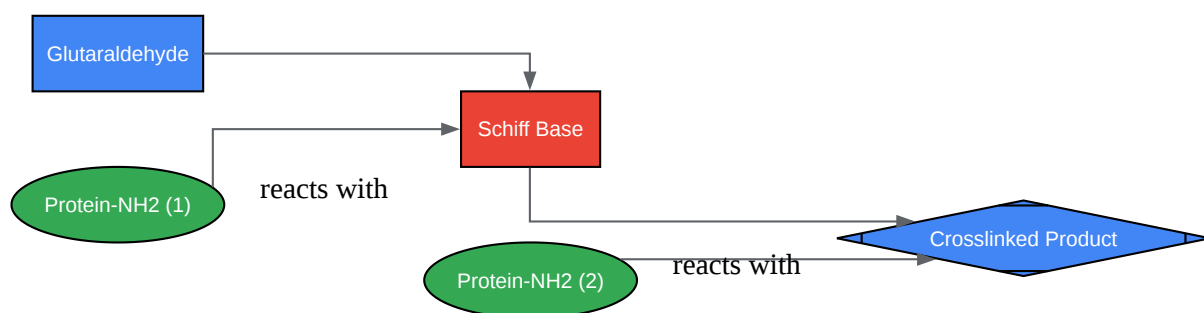 Glutaraldehyde
Schiff Base
reacts with
Protein-NH2 (1)
Crosslinked Product
reacts with
Protein-NH2 (2)